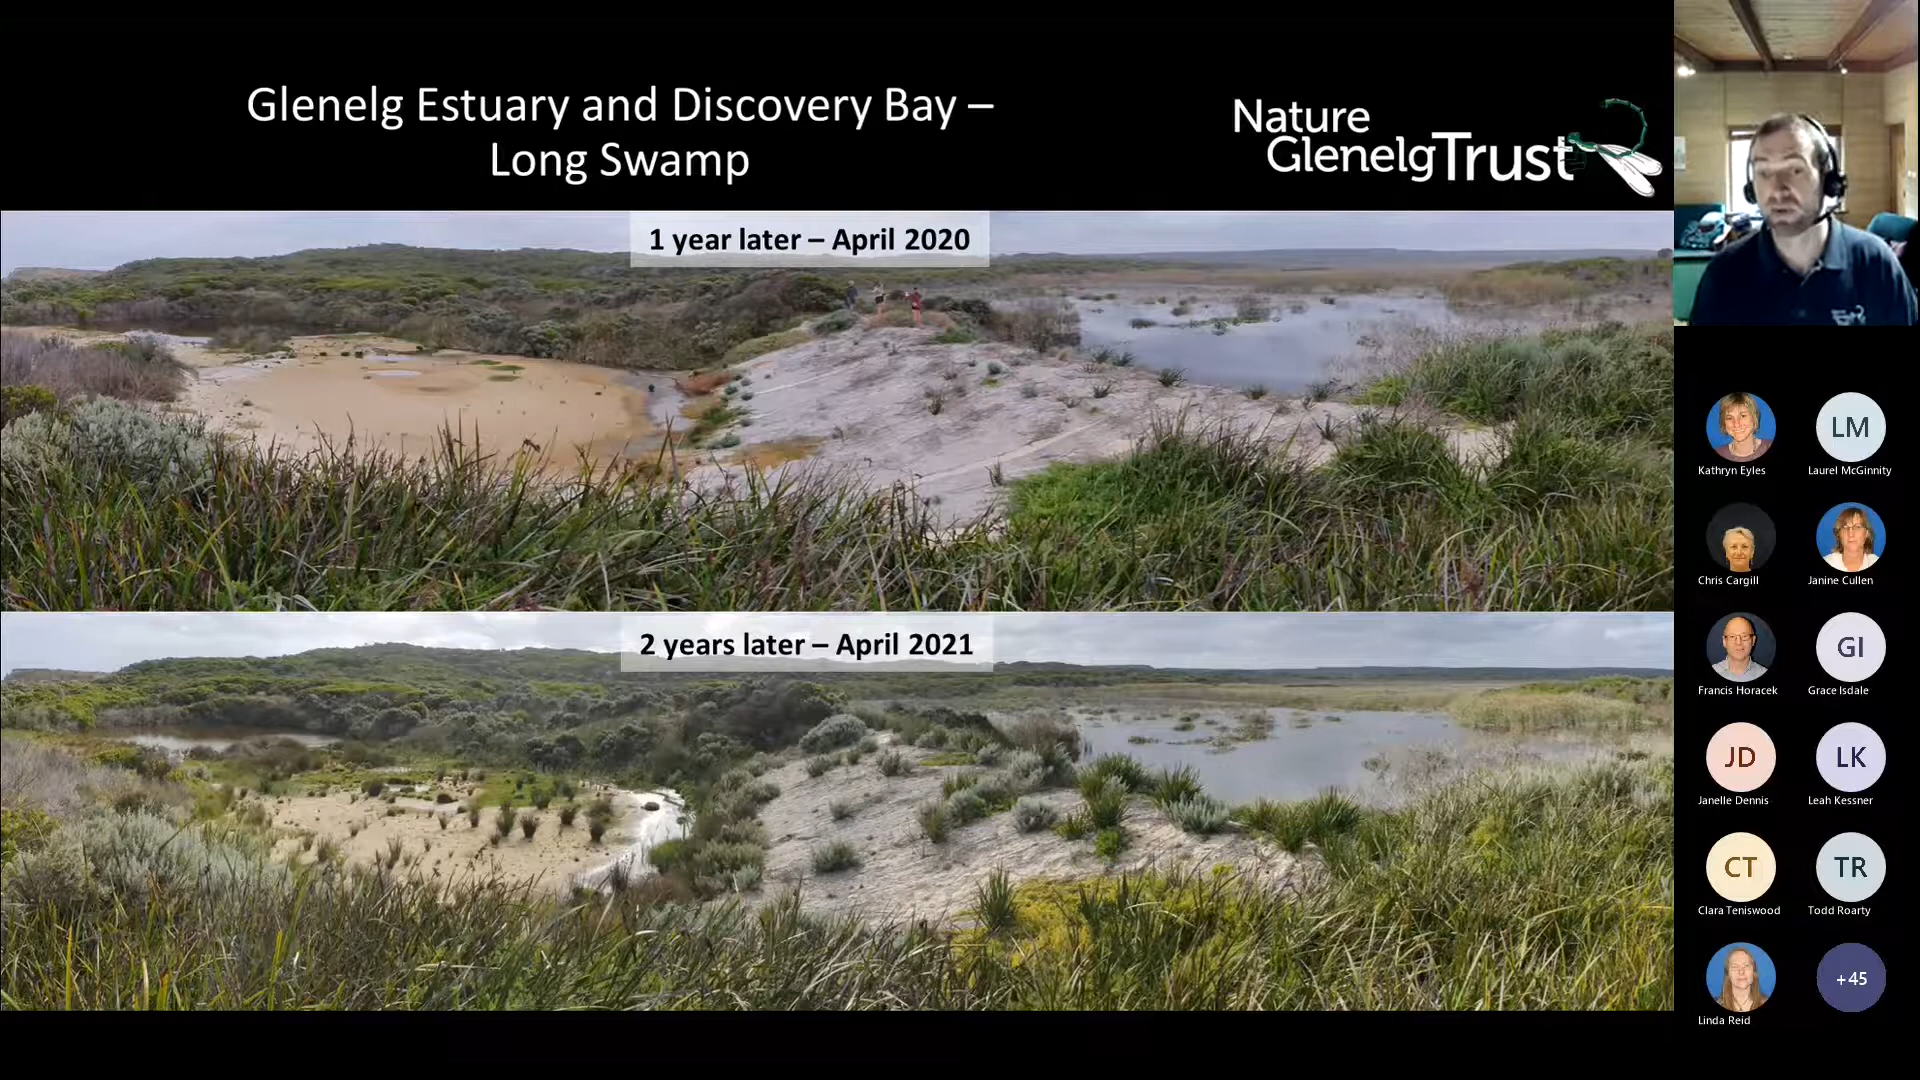 Glenelg Estuary and Discovery Bay –
Long Swamp
Nature
GlenelgTrust
1 year later – April 2020
2 years later – April 2021
Kathryn Eyles
LM
Laurel McGinnity
Chris Cargill
Janine Cullen
Francis Horacek
GI
Grace Isdale
JD
Janelle Dennis
LK
Leah Kessner
CT
Clara Teniswood
TR
Todd Roarty
Linda Reid
+45